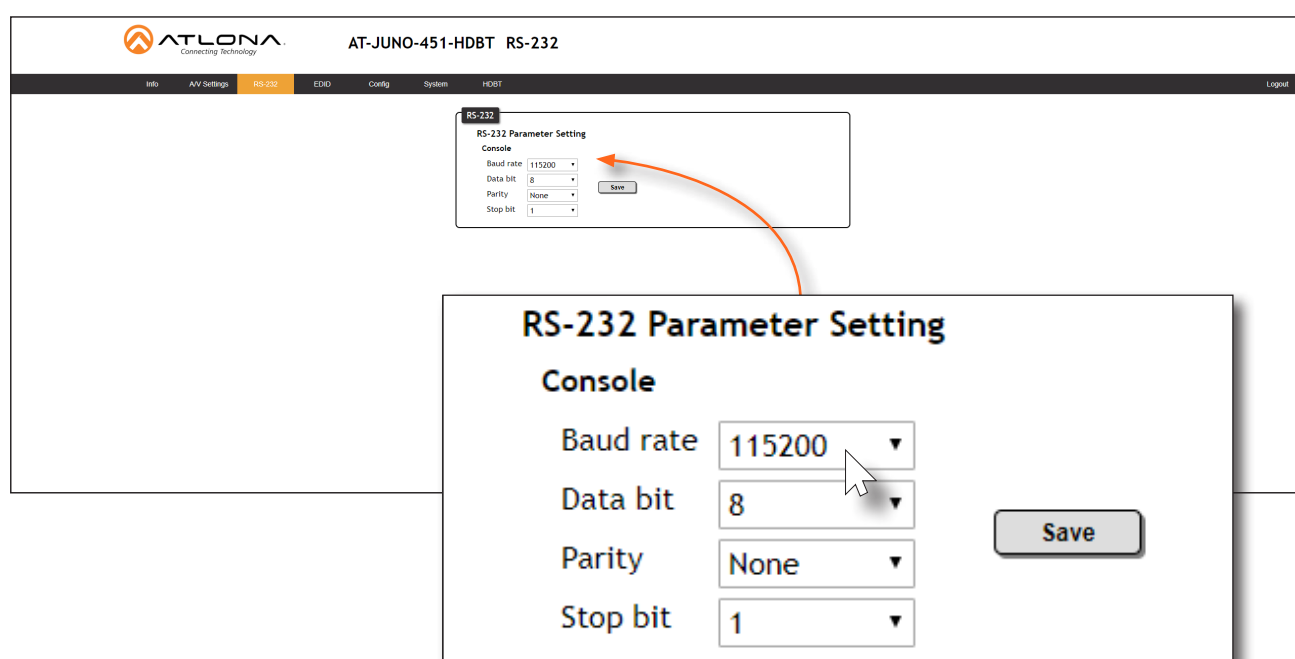 ATLONA.
Connecting Technology
AT-JUNO-451-HDBT RS-232
Info A/V Settings RS-232 EDID Config System HDBT Logout
RS-232
RS-232 Parameter Setting
Console
Baud rate 115200
Data bit 8
Save
Parity None
Stop bit 1
RS-232 Parameter Setting
Console
Baud rate 115200
Data bit 8
Save
Parity None
Stop bit 1